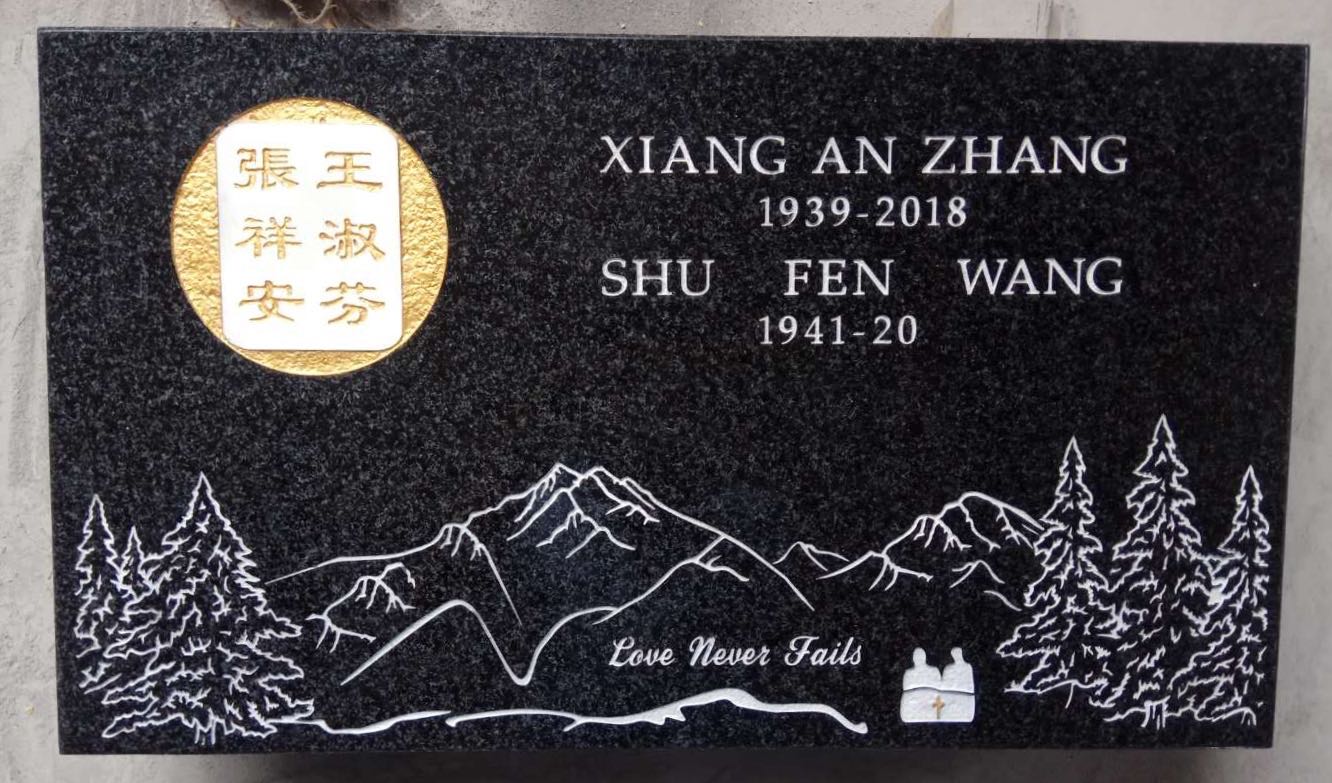 張祥安
王淑芬
XIANG AN ZHANG
1939-2018
SHU FEN WANG
1941-20
Love Never Fails